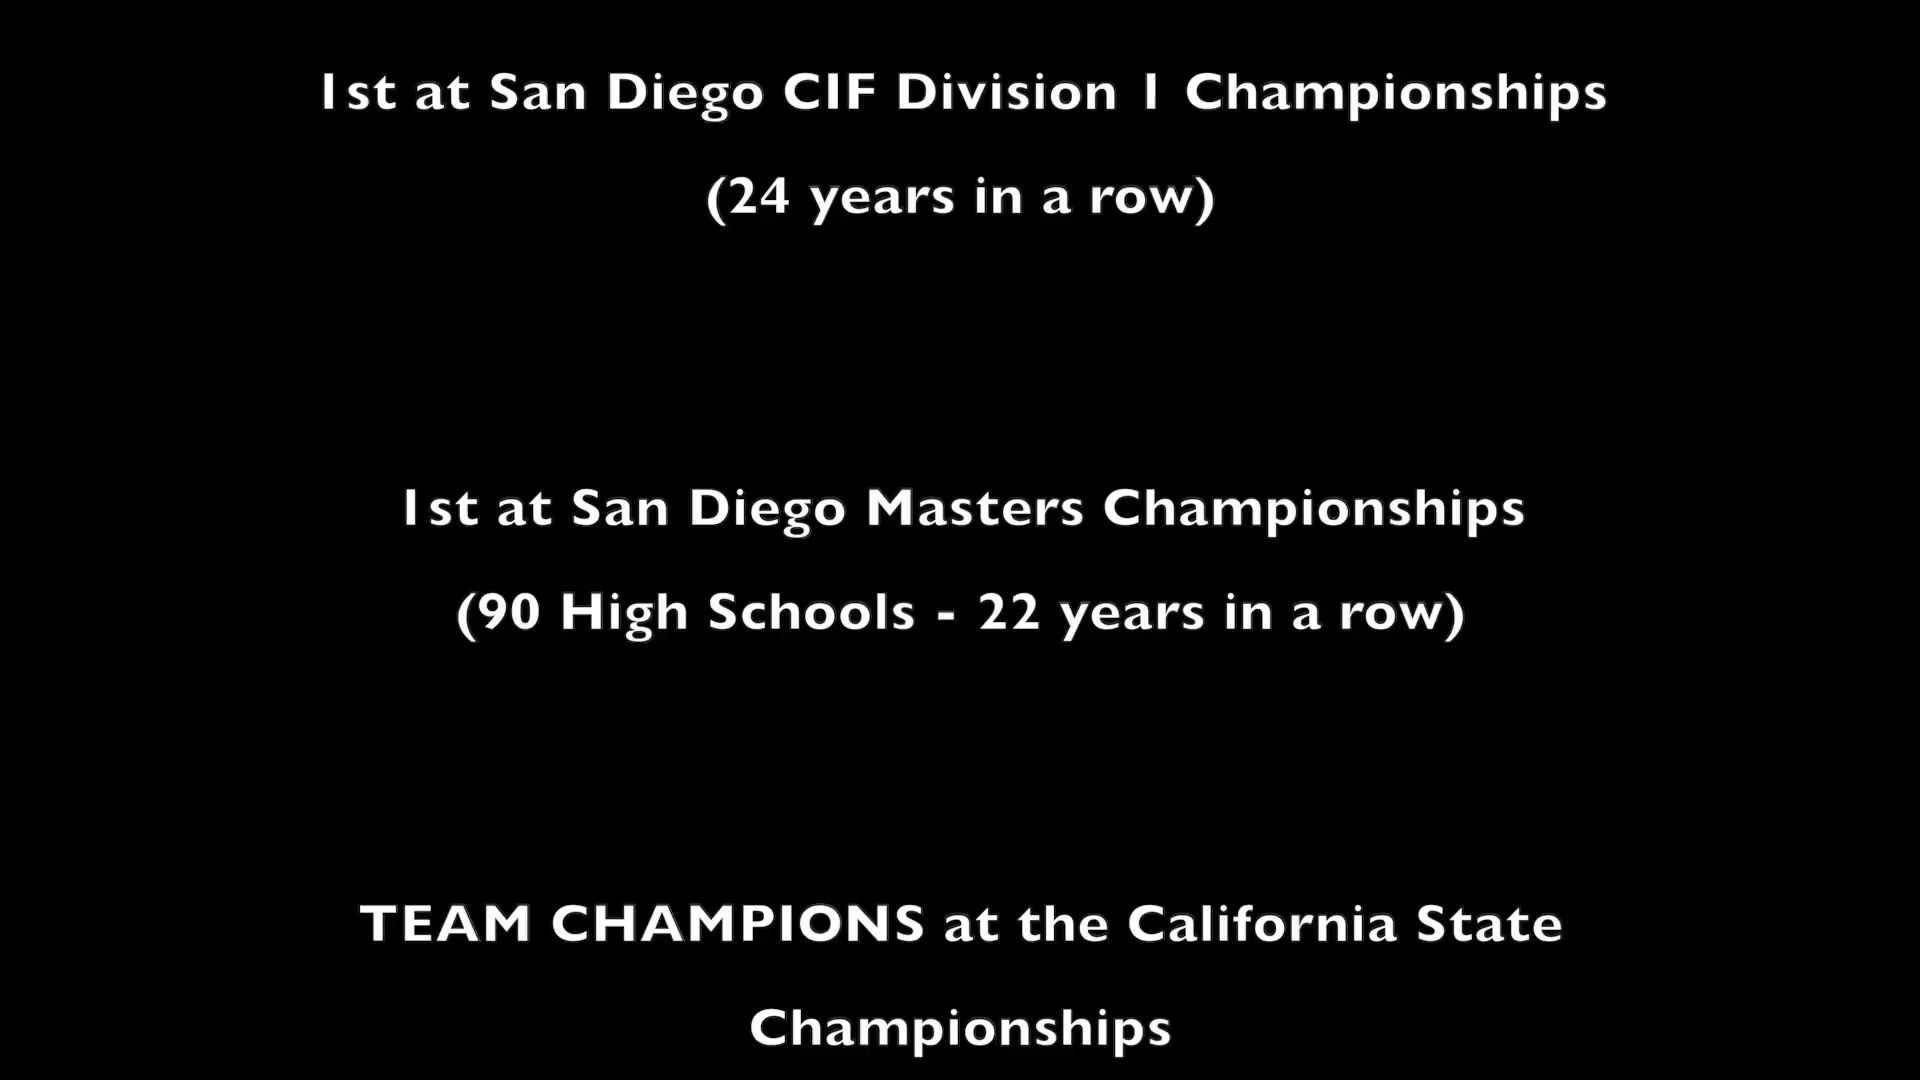 1st at San Diego CIF Division 1 Championships
(24 years in a row)
1st at San Diego Masters Championships
(90 High Schools - 22 years in a row)
TEAM CHAMPIONS at the California State
Championships